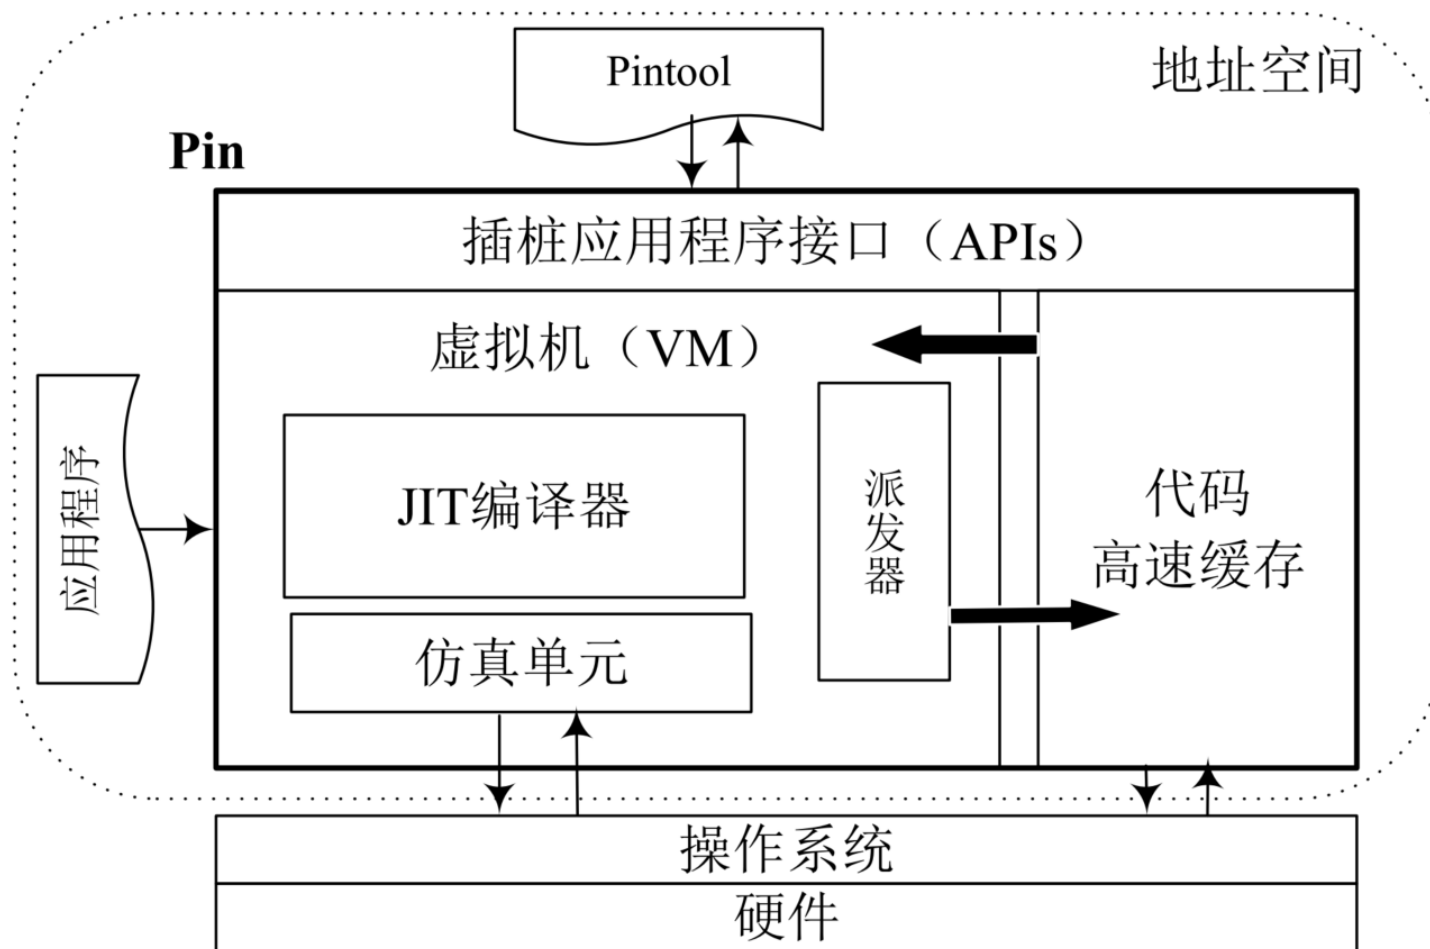 Pintool
地址空间
Pin
插桩应用程序接口（APIs）
虚拟机（VM）
应用程序
JIT编译器
派发器
代码
高速缓存
仿真单元
操作系统
硬件